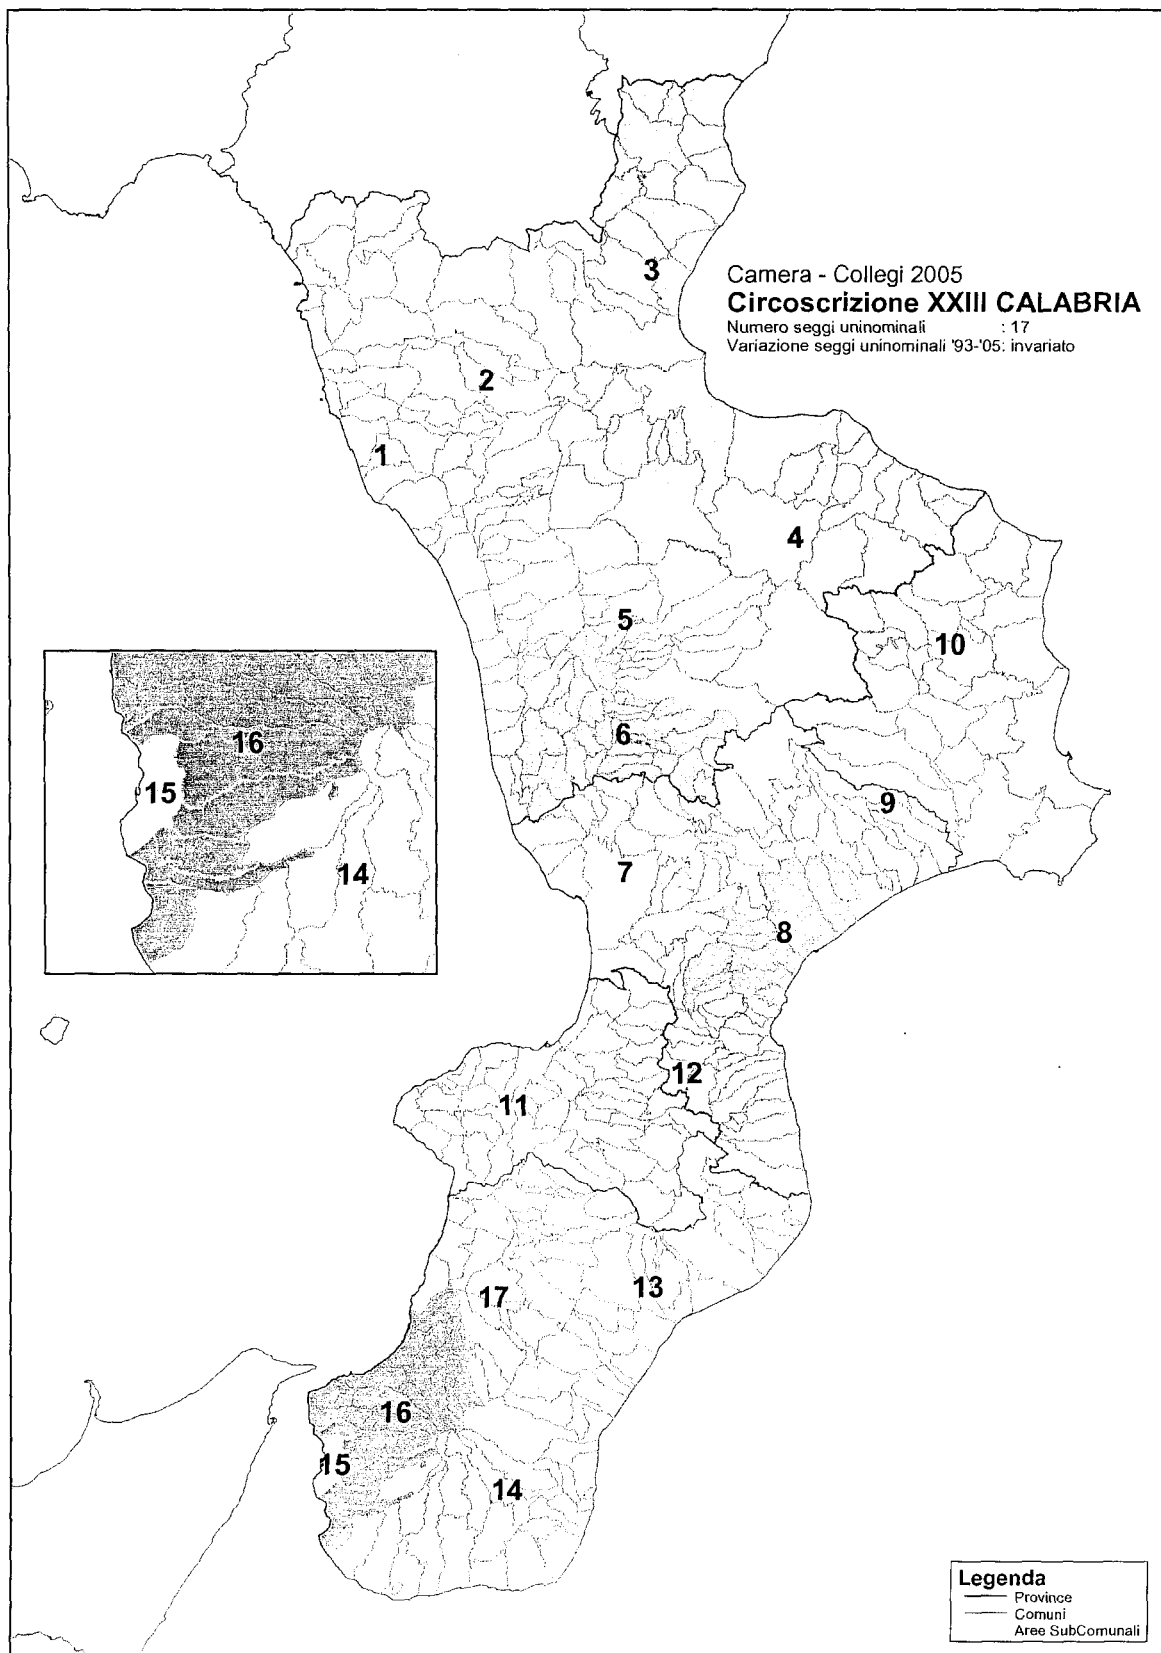 3
Camera - Collegi 2005
Circoscrizione XXIII CALABRIA
Numero seggi uninominali : 17
Variazione seggi uninominali '93-'05: invariato
2
1
4
5
10
6
16
15
9
7
14
8
12
11
13
17
16
15
14
Legenda
Province
Comuni
Aree SubComunali